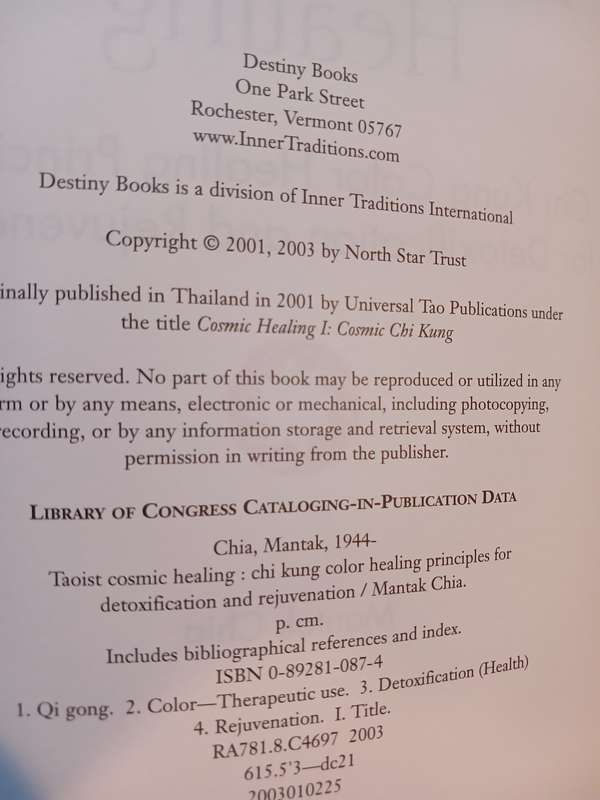 Destiny Books
One Park Street
Rochester, Vermont 05767
www.InnerTraditions.com
Destiny Books is a division of Inner Traditions International
Copyright © 2001, 2003 by North Star Trust
inally published in Thailand in 2001 by Universal Tao Publications under
the title Cosmic Healing I: Cosmic Chi Kung
ights reserved. No part of this book may be reproduced or utilized in any
rm or by any means, electronic or mechanical, including photocopying,
ecording, or by any information storage and retrieval system, without
permission in writing from the publisher.
LIBRARY OF CONGRESS CATALOGING-IN-PUBLICATION DATA
Chia, Mantak, 1944-
Taoist cosmic healing : chi kung color healing principles for
detoxification and rejuvenation / Mantak Chia.
p. cm.
Includes bibliographical references and index.
ISBN 0-89281-087-4
1. Qi gong. 2. Color—Therapeutic use. 3. Detoxification (Health)
4. Rejuvenation. I. Title.
RA781.8.C4697 2003
615.5'3—dc21
2003010225